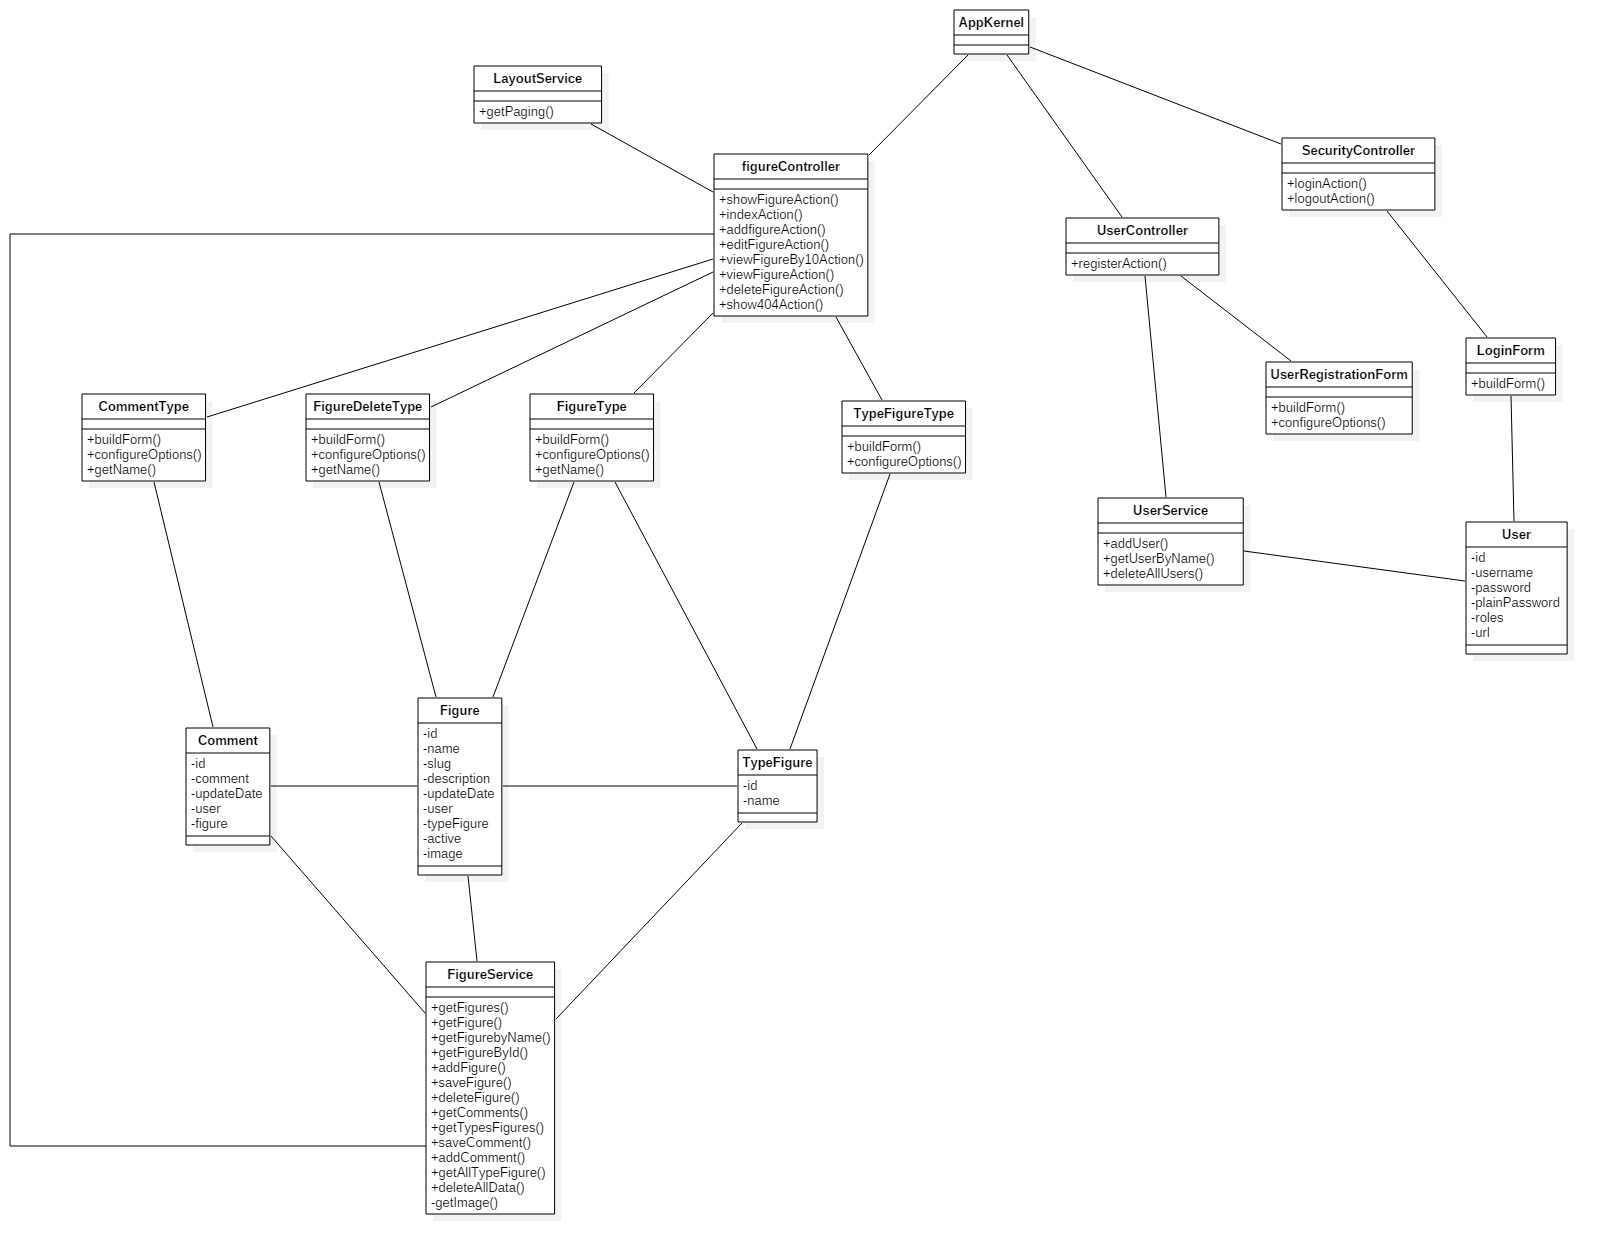 AppKernel
LayoutService
+getPaging()
figureController
+showFigureAction()
+indexAction()
+addfigureAction()
+editFigureAction()
+viewFigureBy10Action()
+viewFigureAction()
+deleteFigureAction()
+show404Action()
SecurityController
+loginAction()
+logoutAction()
UserController
+registerAction()
LoginForm
+buildForm()
UserRegistrationForm
+buildForm()
+configureOptions()
CommentType
+buildForm()
+configureOptions()
+getName()
FigureDeleteType
+buildForm()
+configureOptions()
+getName()
FigureType
+buildForm()
+configureOptions()
+getName()
TypeFigureType
+buildForm()
+configureOptions()
UserService
+addUser()
+getUserByName()
+deleteAllUsers()
User
-id
-username
-password
-plainPassword
-roles
-url
Comment
-id
-comment
-updateDate
-user
-figure
Figure
-id
-name
-slug
-description
-updateDate
-user
-typeFigure
-active
-image
TypeFigure
-id
-name
FigureService
+getFigures()
+getFigure()
+getFigurebyName()
+getFigureById()
+addFigure()
+saveFigure()
+deleteFigure()
+getComments()
+getTypesFigures()
+saveComment()
+addComment()
+getAllTypeFigure()
+deleteAllData()
-getImage()